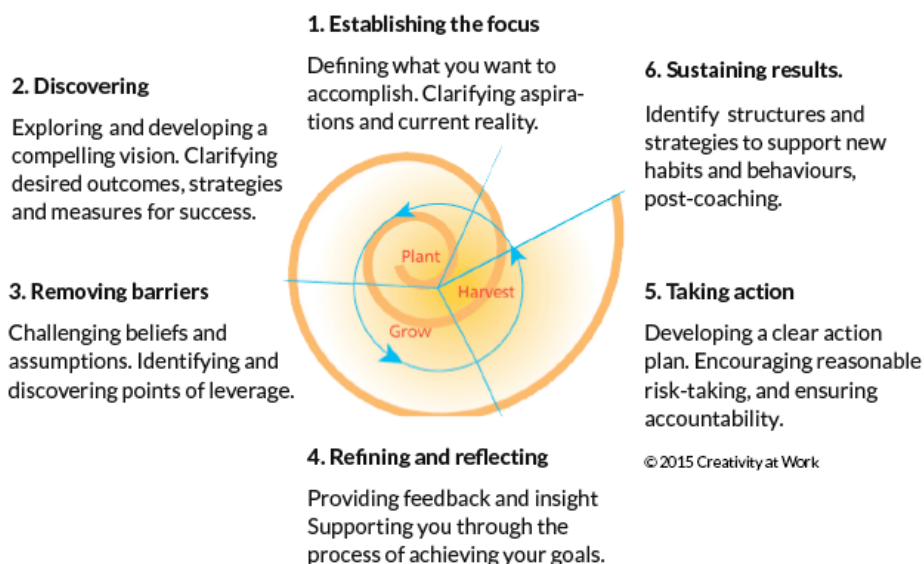 1. Establishing the focus
Defining what you want to
accomplish. Clarifying aspira-
tions and current reality.
2. Discovering
Exploring and developing a
compelling vision. Clarifying
desired outcomes, strategies
and measures for success.
3. Removing barriers
Challenging beliefs and
assumptions. Identifying and
discovering points of leverage.
4. Refining and reflecting
Providing feedback and insight
Supporting you through the
process of achieving your goals.
5. Taking action
Developing a clear action
plan. Encouraging reasonable
risk-taking, and ensuring
accountability.
6. Sustaining results.
Identify structures and
strategies to support new
habits and behaviours,
post-coaching.
Plant
Grow
Harvest
© 2015 Creativity at Work